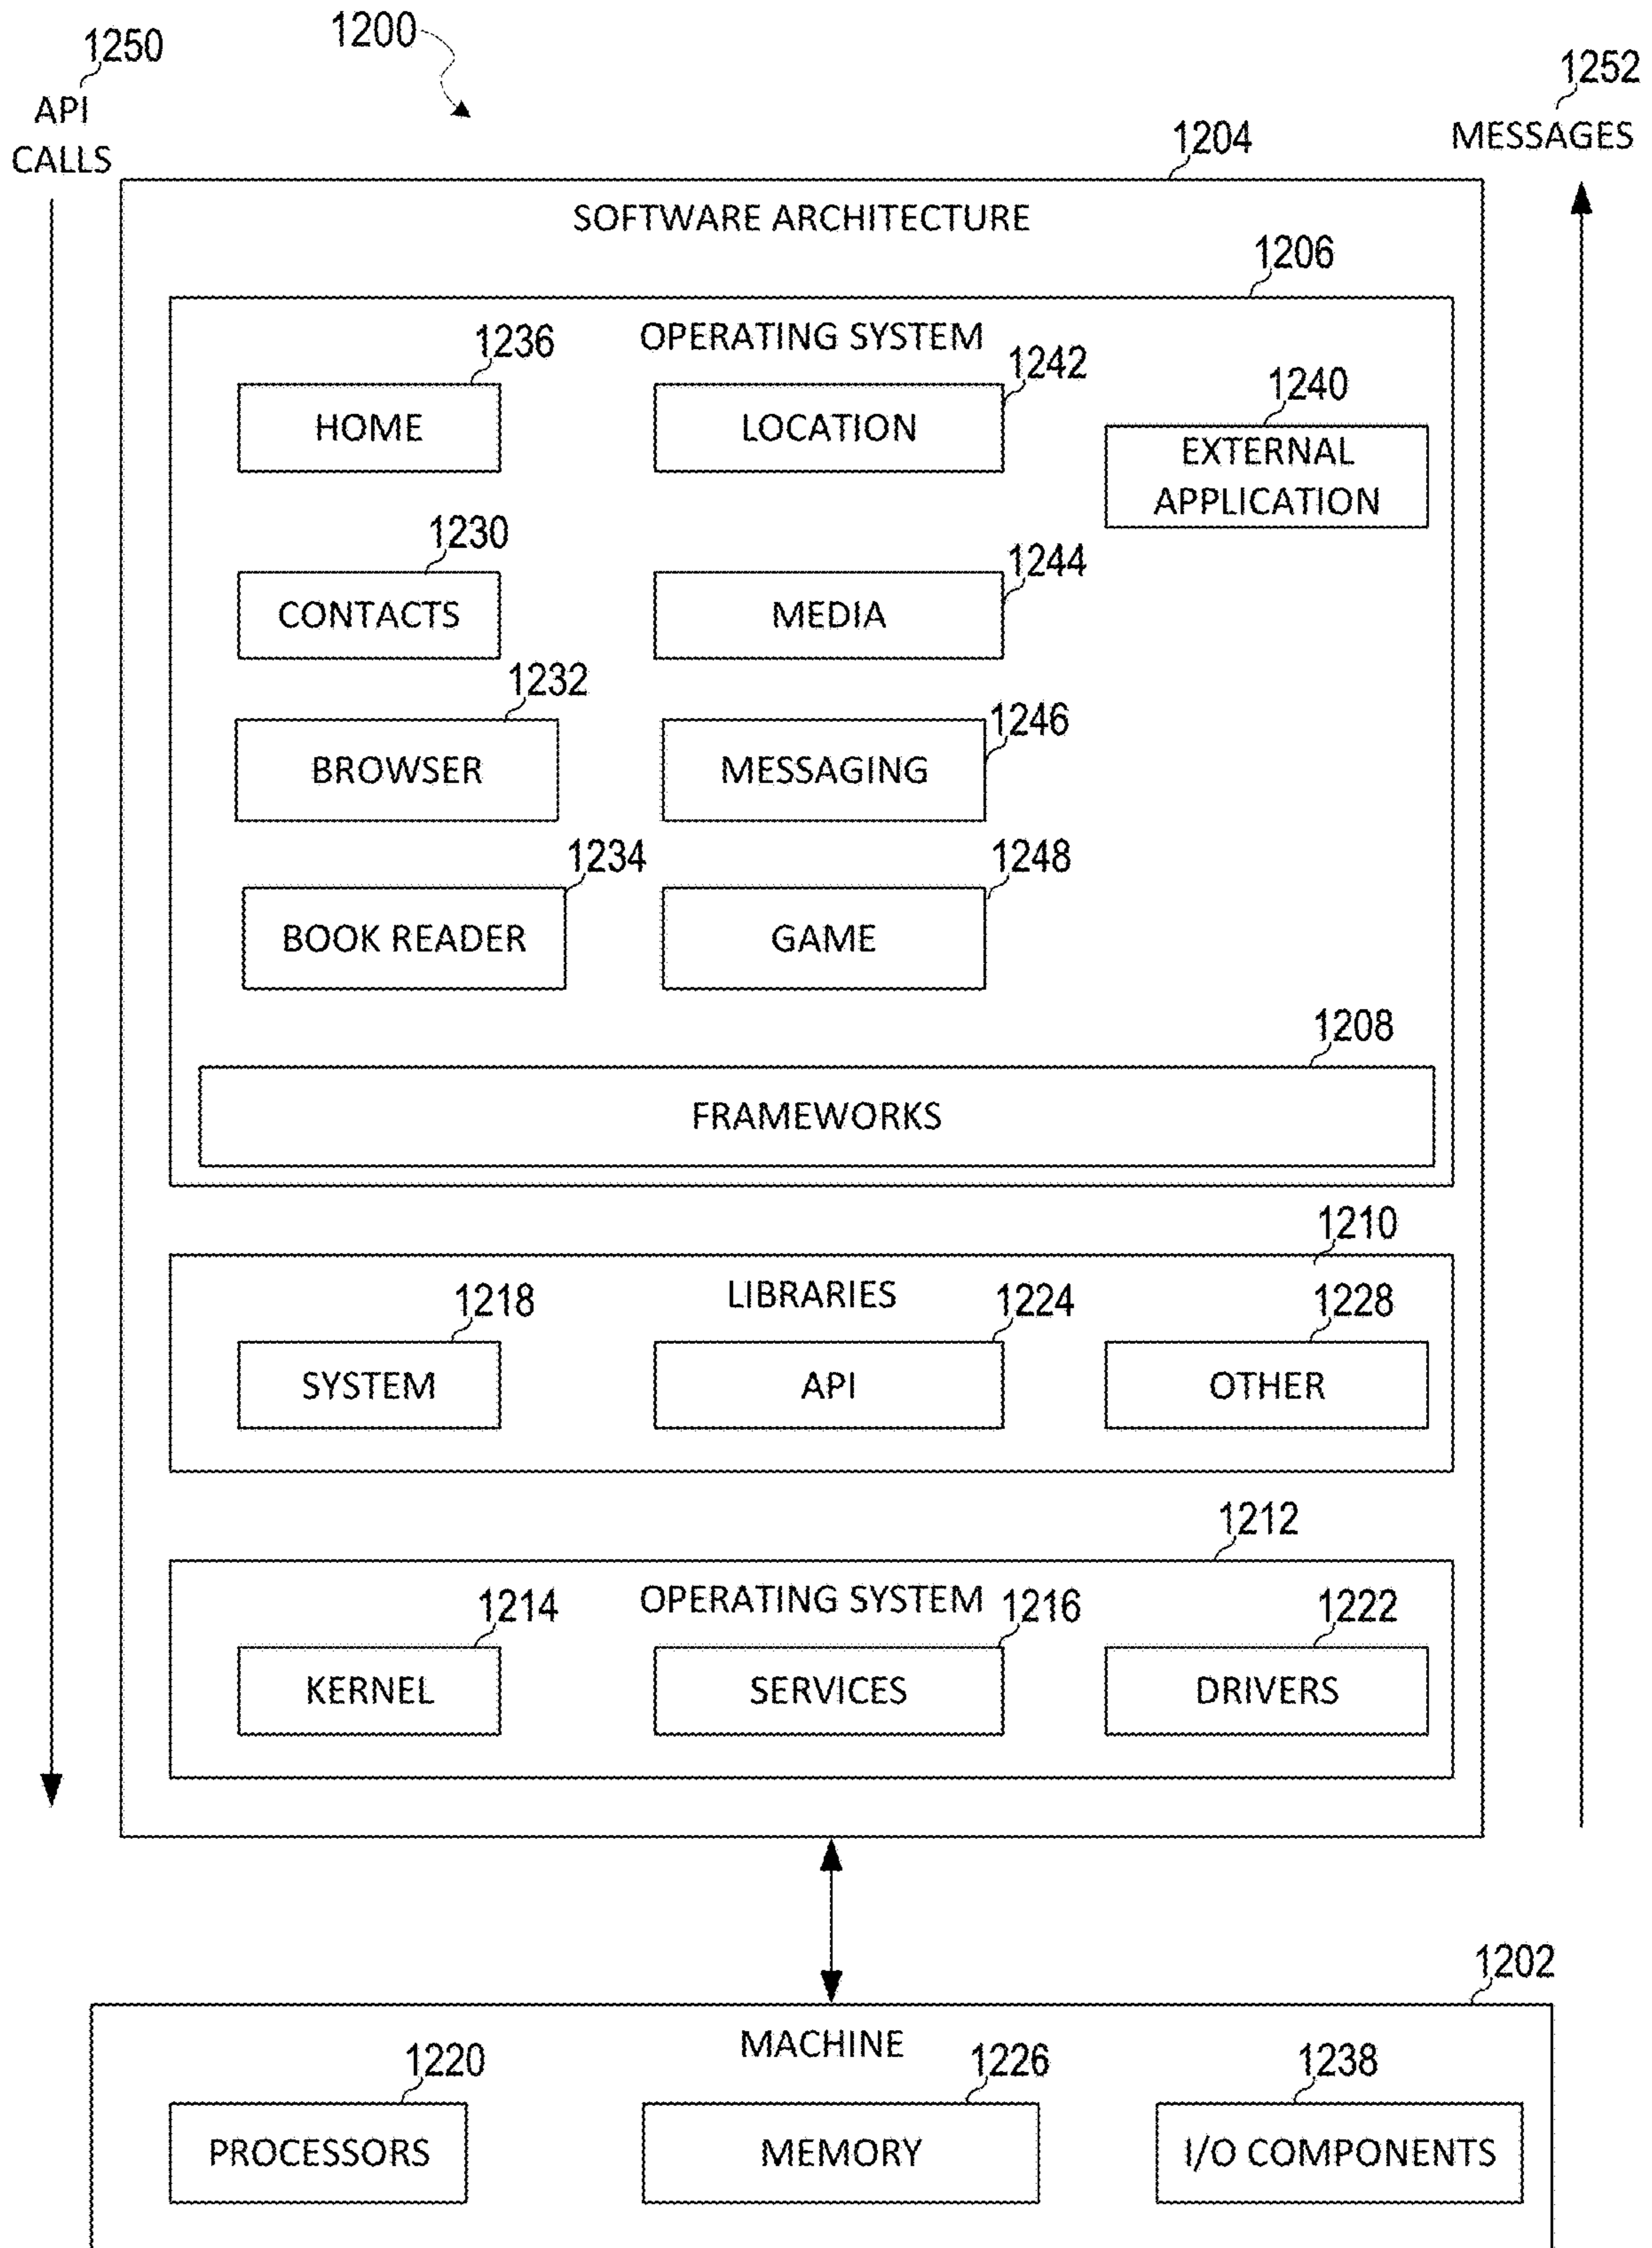 1200
1250
API
CALLS
1252
MESSAGES
1204
SOFTWARE ARCHITECTURE
1206
OPERATING SYSTEM
1236
HOME
1242
LOCATION
1240
EXTERNAL
APPLICATION
1230
CONTACTS
1244
MEDIA
1232
BROWSER
1246
MESSAGING
1234
BOOK READER
1248
GAME
1208
FRAMEWORKS
1210
LIBRARIES
1218
SYSTEM
1224
API
1228
OTHER
1212
OPERATING SYSTEM
1214
KERNEL
1216
SERVICES
1222
DRIVERS
1202
MACHINE
1220
PROCESSORS
1226
MEMORY
1238
I/O COMPONENTS